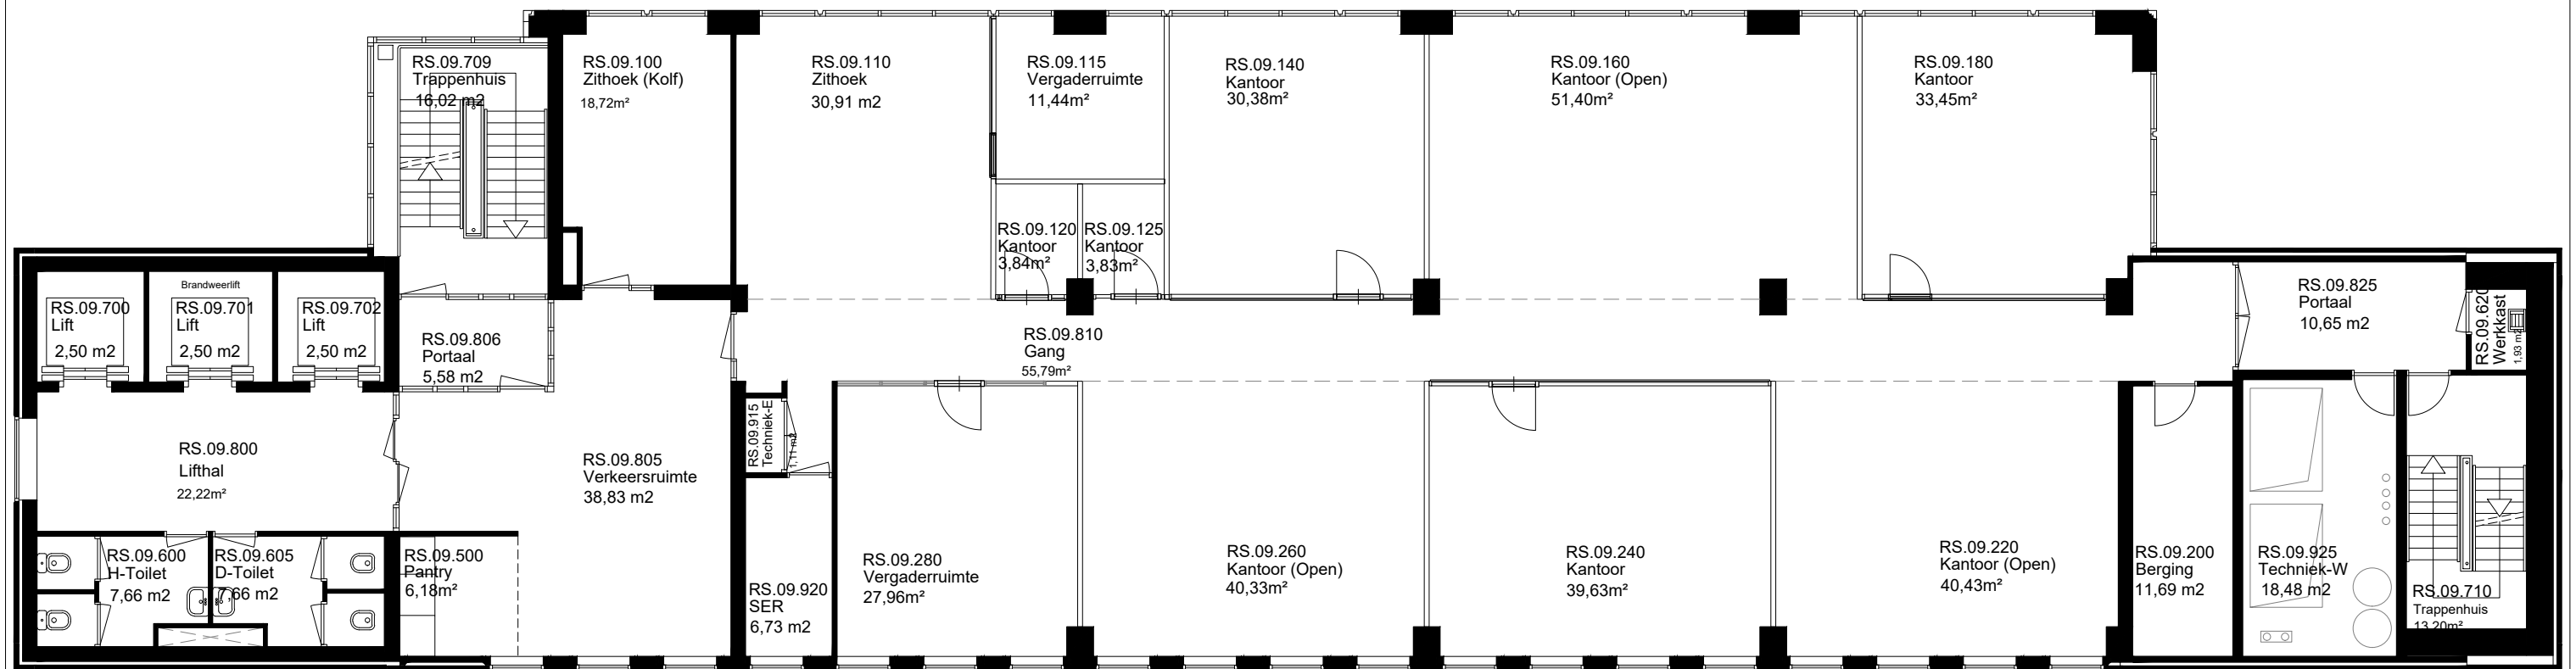 RS.09.709
Trappenhuis
16,02 m2
RS.09.100
Zithoek (Kolf)
18,72m²
RS.09.110
Zithoek
30,91 m2
RS.09.115
Vergaderruimte
11,44m²
RS.09.140
Kantoor
30,38m²
RS.09.160
Kantoor (Open)
51,40m²
RS.09.180
Kantoor
33,45m²
RS.09.120
Kantoor
3,84m²
RS.09.125
Kantoor
3,83m²
RS.09.700
Lift
2,50 m2
Brandweerlift
RS.09.701
Lift
2,50 m2
RS.09.702
Lift
2,50 m2
RS.09.806
Portaal
5,58 m2
RS.09.810
Gang
55,79m²
RS.09.825
Portaal
10,65 m2
RS.09.620
Werkkast
1,93 m2
RS.09.800
Lifthal
22,22m²
RS.09.805
Verkeersruimte
38,83 m2
RS.09.915
Techniek-E
1,11 m2
RS.09.600
H-Toilet
7,66 m2
RS.09.605
D-Toilet
7,66 m2
RS.09.500
Pantry
6,18m²
RS.09.920
SER
6,73 m2
RS.09.280
Vergaderruimte
27,96m²
RS.09.260
Kantoor (Open)
40,33m²
RS.09.240
Kantoor
39,63m²
RS.09.220
Kantoor (Open)
40,43m²
RS.09.200
Berging
11,69 m2
RS.09.925
Techniek-W
18,48 m2
RS.09.710
Trappenhuis
13,20m²